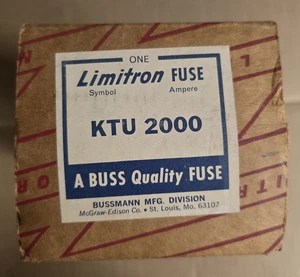 ONE
Limitron FUSE
Symbol Ampere
KTU 2000
A BUSS Quality FUSE
BUSSMANN MFG. DIVISION
McGraw-Edison Co. • St. Louis, Mo. 63107